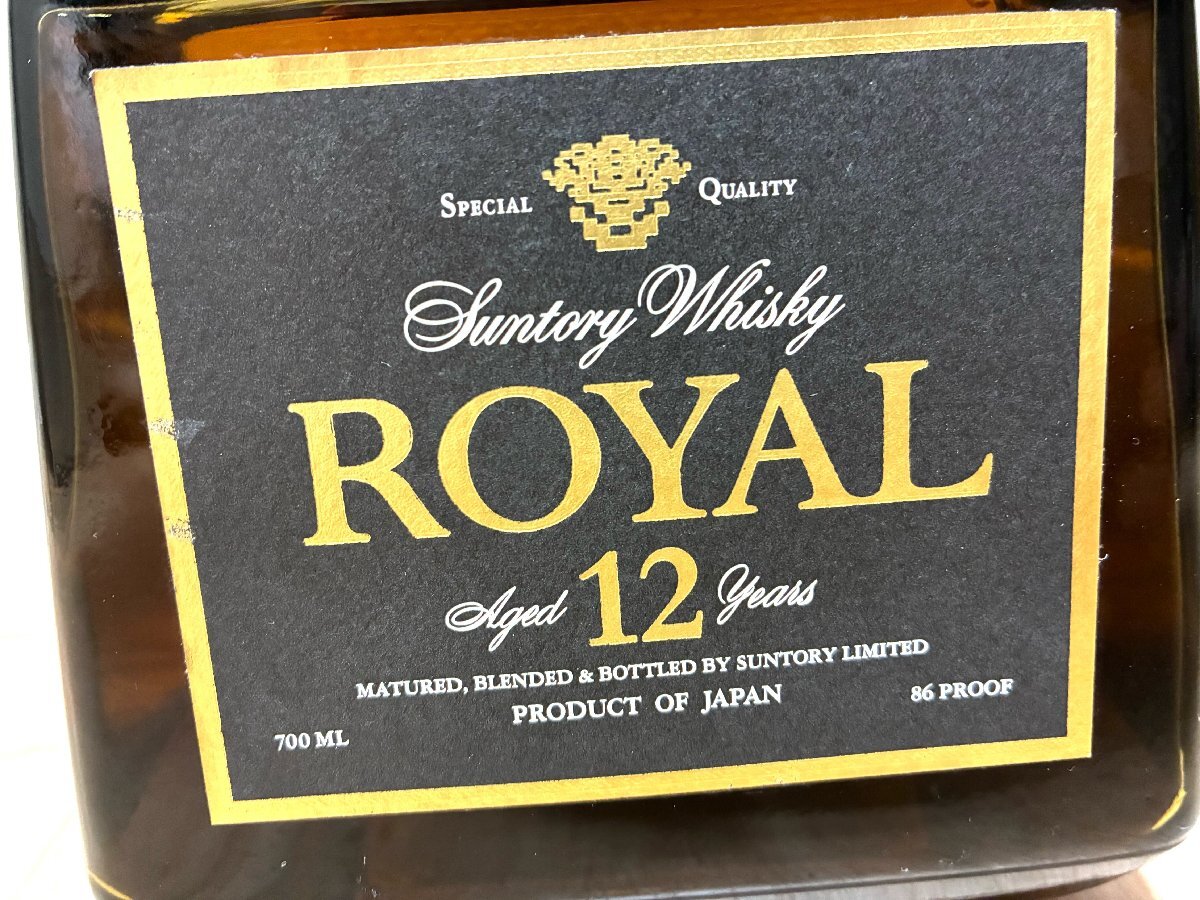 SPECIAL QUALITY
Suntory Whisky
ROYAL
Aged 12 Years
MATURED, BLENDED & BOTTLED BY SUNTORY LIMITED
PRODUCT OF JAPAN
86 PROOF
700 ML